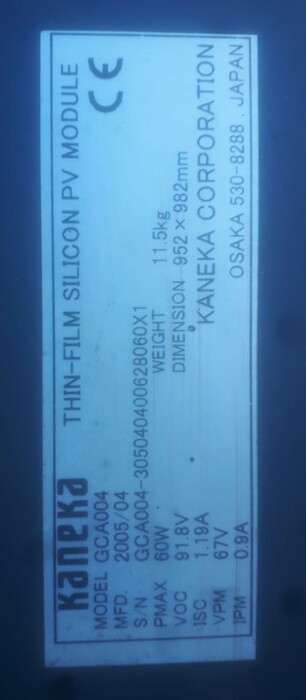 Kaneka THIN-FILM SILICON PV MODULE CE
MODEL GCA004
MFD. 2005/04
S/N GCA004-305040400628060X1
PMAX 60W WEIGHT 11.5kg
VOC 91.8V DIMENSION 952×982mm
ISC 1.19A KANEKA CORPORATION
VPM 67V OSAKA 530-8288 . JAPAN
IPM 0.9A